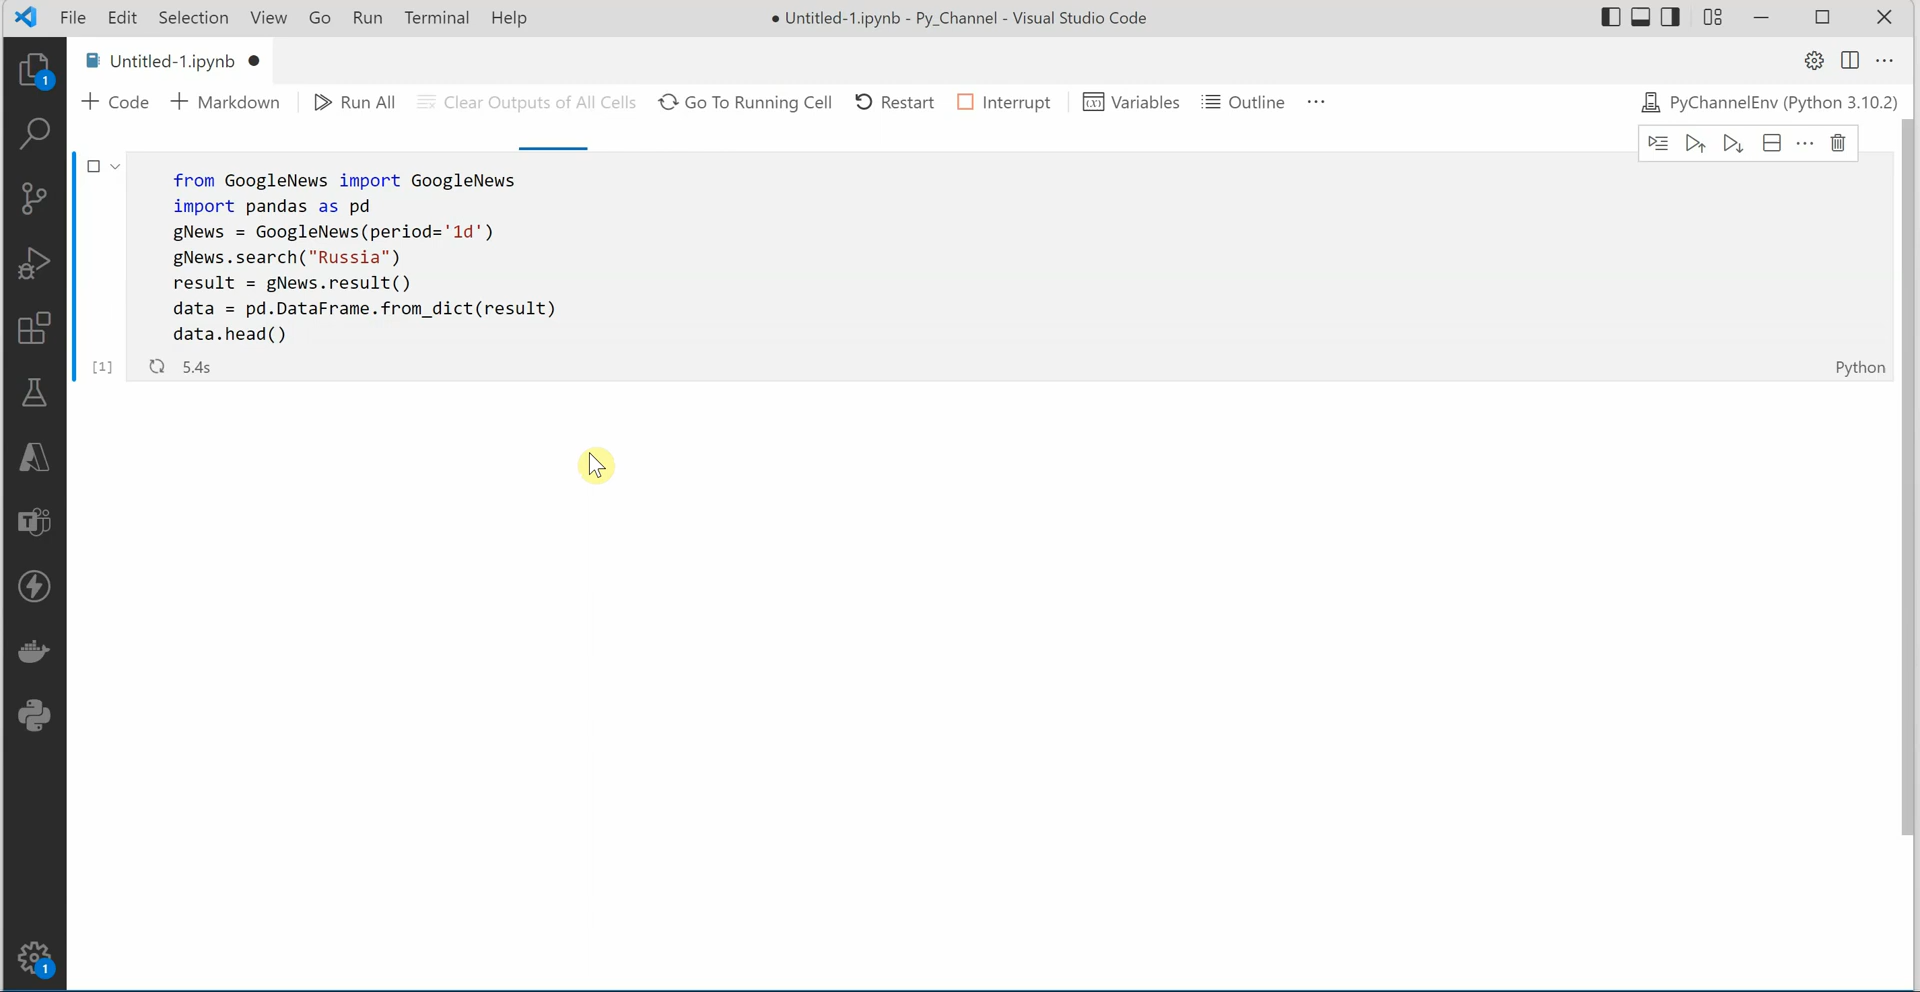 File Edit Selection View Go Run Terminal Help
● Untitled-1.ipynb - Py_Channel - Visual Studio Code
Untitled-1.ipynb ●
+ Code + Markdown Run All Clear Outputs of All Cells Go To Running Cell Restart Interrupt Variables Outline ... PyChannelEnv (Python 3.10.2)
from GoogleNews import GoogleNews
import pandas as pd
gNews = GoogleNews(period='1d')
gNews.search("Russia")
result = gNews.result()
data = pd.DataFrame.from_dict(result)
data.head()
[1] 5.4s Python
1
1